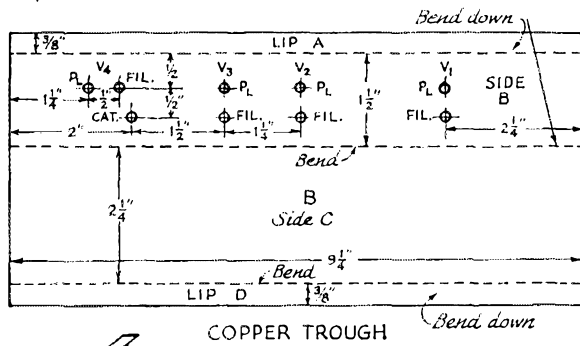 Bend down
3/8" LIP A
V4 V3 V2 V1
1/2"
PL FIL. PL PL PL SIDE B
1 1/4" 1/2" 1/2" 1 1/2"
CAT. FIL. FIL. FIL.
2" 1 1/2" 1 1/4" 2 1/4"
Bend
2 1/4" B
Side C
9 1/4"
Bend
LIP D 3/8"
Bend down
COPPER TROUGH